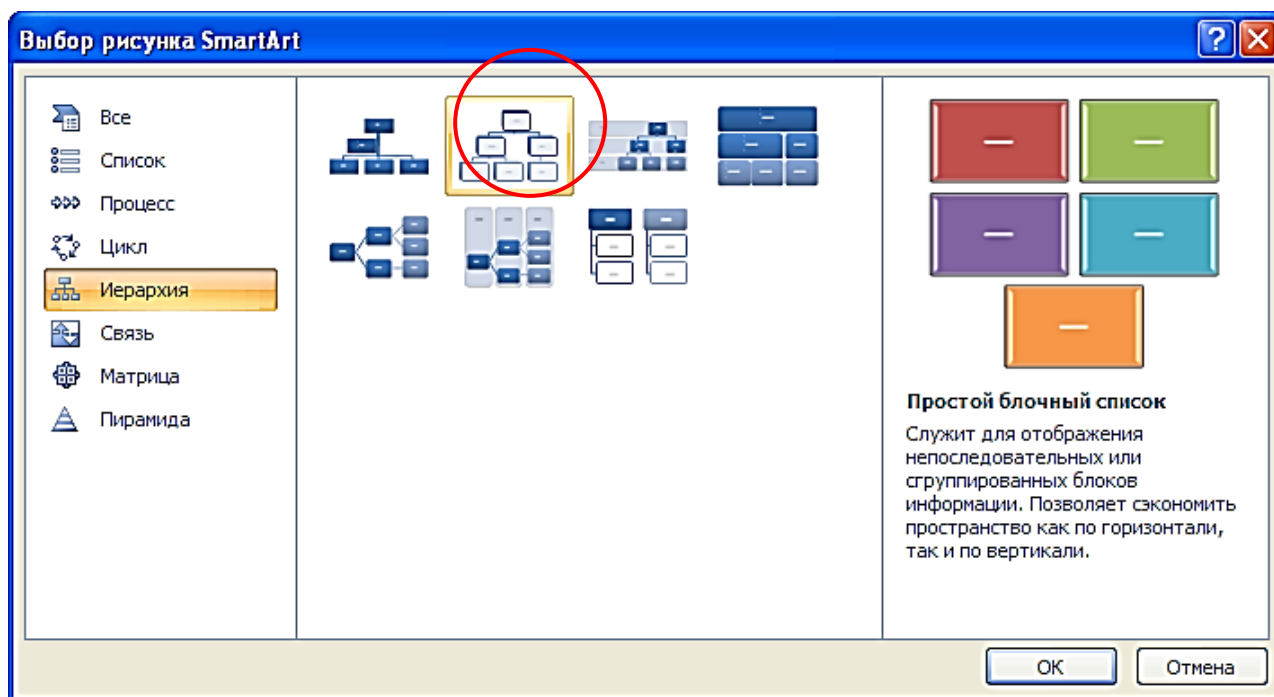 Выбор рисунка SmartArt
Все
Список
Процесс
Цикл
Иерархия
Связь
Матрица
Пирамида
Простой блочный список
Служит для отображения
непоследовательных или
сгруппированных блоков
информации. Позволяет сэкономить
пространство как по горизонтали,
так и по вертикали.
ОК
Отмена